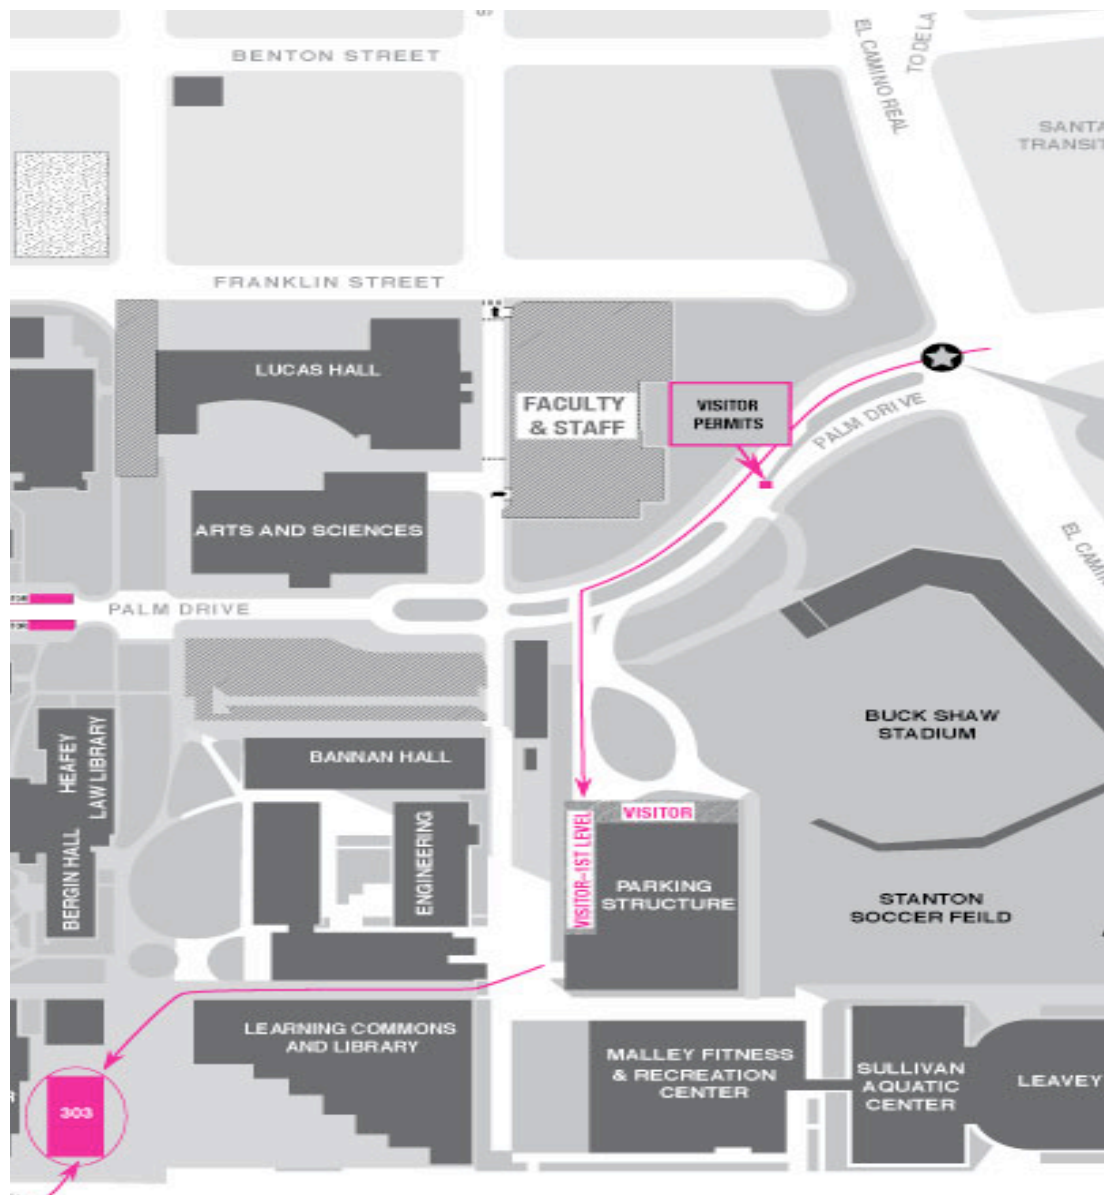 BENTON STREET
EL CAMINO REAL
TO DE LA
SANTA
TRANSIT
FRANKLIN STREET
LUCAS HALL
FACULTY
& STAFF
VISITOR
PERMITS
PALM DRIVE
ARTS AND SCIENCES
EL CAMIN
PALM DRIVE
HEAFEY
LAW LIBRARY
BUCK SHAW
STADIUM
BANNAN HALL
VISITOR
VISITOR-1ST LEVEL
BERGIN HALL
ENGINEERING
PARKING
STRUCTURE
STANTON
SOCCER FEILD
LEARNING COMMONS
AND LIBRARY
MALLEY FITNESS
& RECREATION
CENTER
SULLIVAN
AQUATIC
CENTER
LEAVEY
303